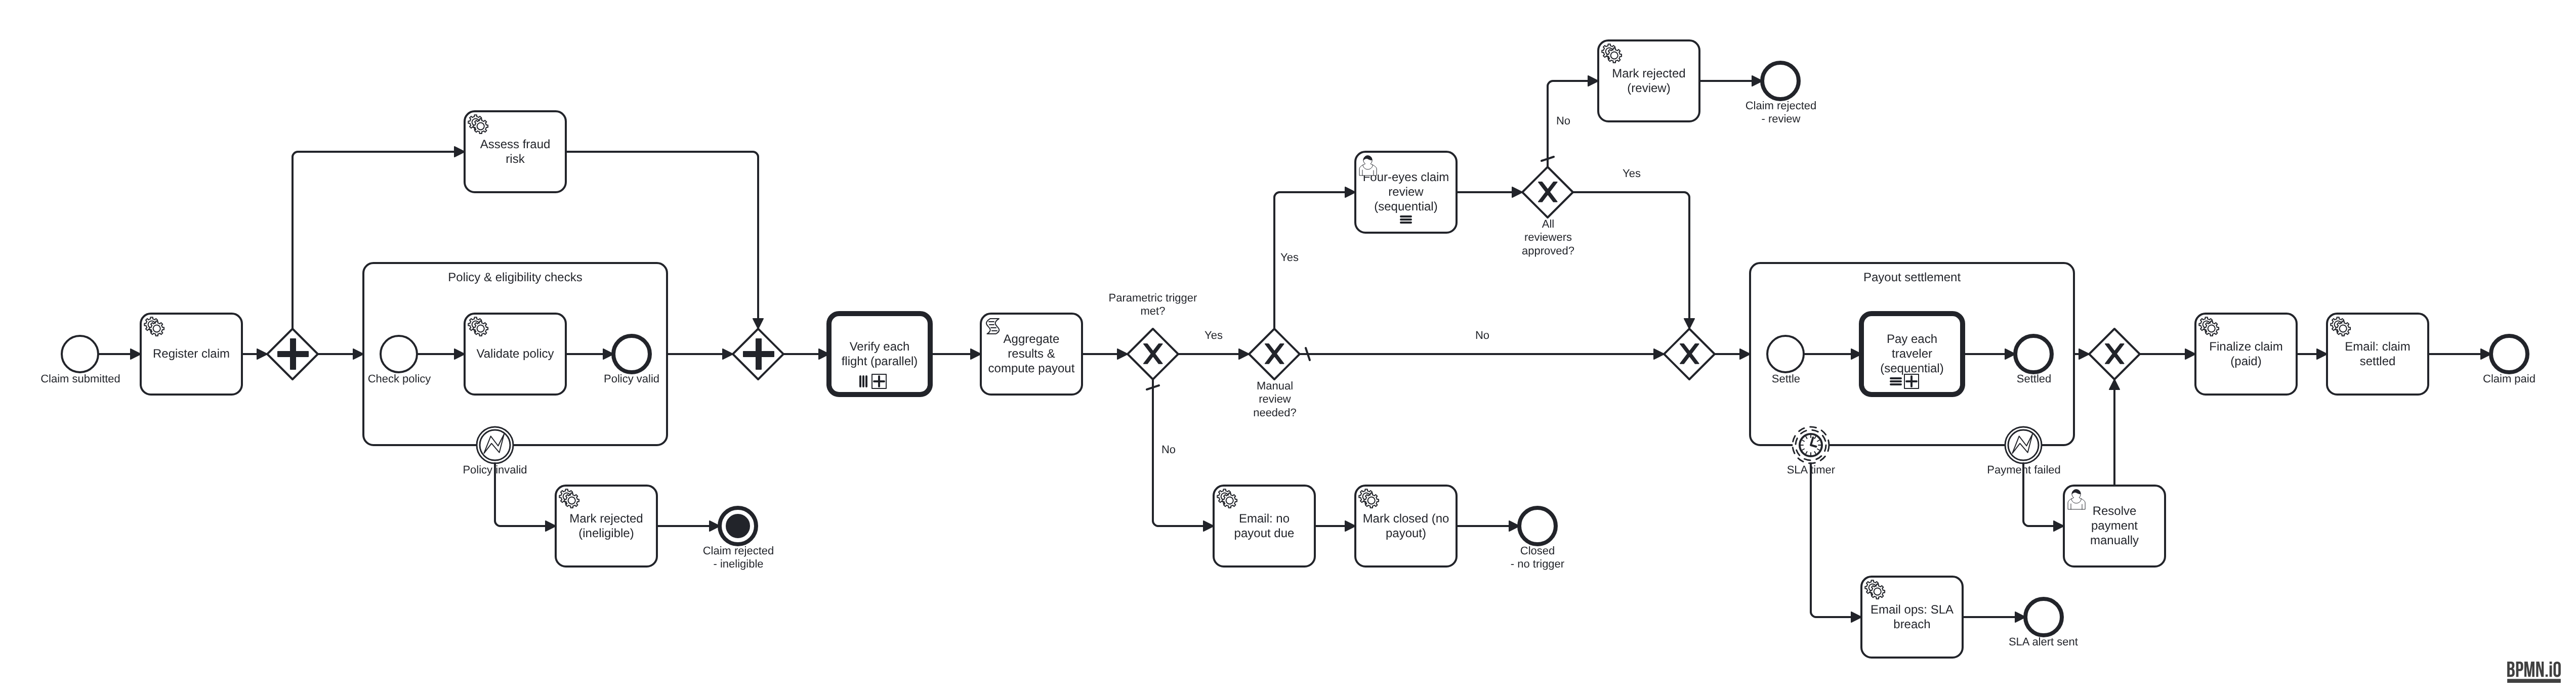 Mark rejected
(review)
Claim rejected
- review
No
Assess fraud
risk
Four-eyes claim
review
(sequential)
Yes
All
reviewers
approved?
Yes
Policy & eligibility checks
Payout settlement
Claim submitted
Register claim
Check policy
Validate policy
Policy valid
Policy invalid
Mark rejected
(ineligible)
Claim rejected
- ineligible
Verify each
flight (parallel)
Aggregate
results &
compute payout
Parametric trigger
met?
Yes
Manual
review
needed?
No
No
Email: no
payout due
Mark closed (no
payout)
Closed
- no trigger
Settle
Pay each
traveler
(sequential)
Settled
SLA timer
Payment failed
Resolve
payment
manually
Email ops: SLA
breach
SLA alert sent
Finalize claim
(paid)
Email: claim
settled
Claim paid
BPMN.iO